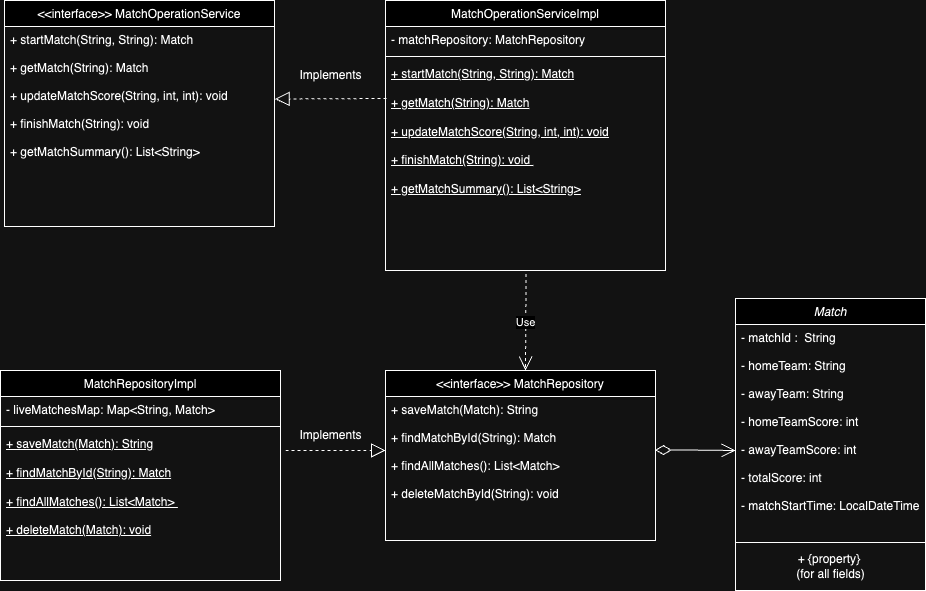 <<interface>> MatchOperationService
+ startMatch(String, String): Match
+ getMatch(String): Match
+ updateMatchScore(String, int, int): void
+ finishMatch(String): void
+ getMatchSummary(): List<String>
Implements
MatchOperationServiceImpl
- matchRepository: MatchRepository
+ startMatch(String, String): Match
+ getMatch(String): Match
+ updateMatchScore(String, int, int): void
+ finishMatch(String): void
+ getMatchSummary(): List<String>
Use
MatchRepositoryImpl
- liveMatchesMap: Map<String, Match>
+ saveMatch(Match): String
+ findMatchById(String): Match
+ findAllMatches(): List<Match>
+ deleteMatch(Match): void
Implements
<<interface>> MatchRepository
+ saveMatch(Match): String
+ findMatchById(String): Match
+ findAllMatches(): List<Match>
+ deleteMatchById(String): void
Match
- matchId : String
- homeTeam: String
- awayTeam: String
- homeTeamScore: int
- awayTeamScore: int
- totalScore: int
- matchStartTime: LocalDateTime
+ {property}
(for all fields)